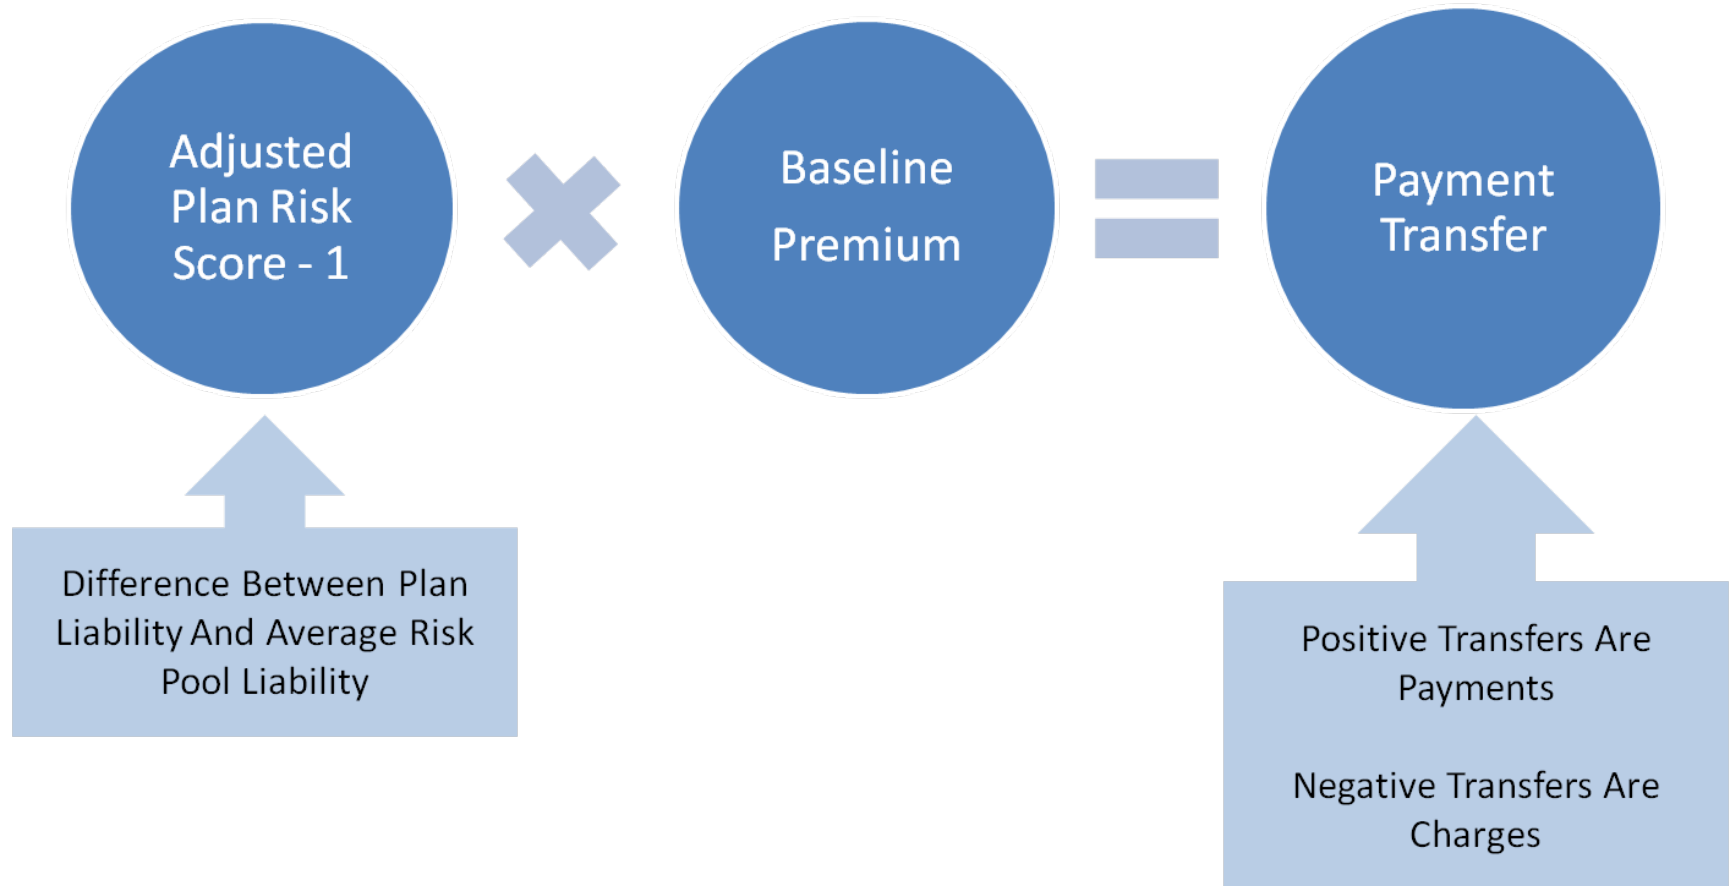 Adjusted
Plan Risk
Score - 1
Baseline
Premium
Payment
Transfer
Difference Between Plan
Liability And Average Risk
Pool Liability
Positive Transfers Are
Payments
Negative Transfers Are
Charges